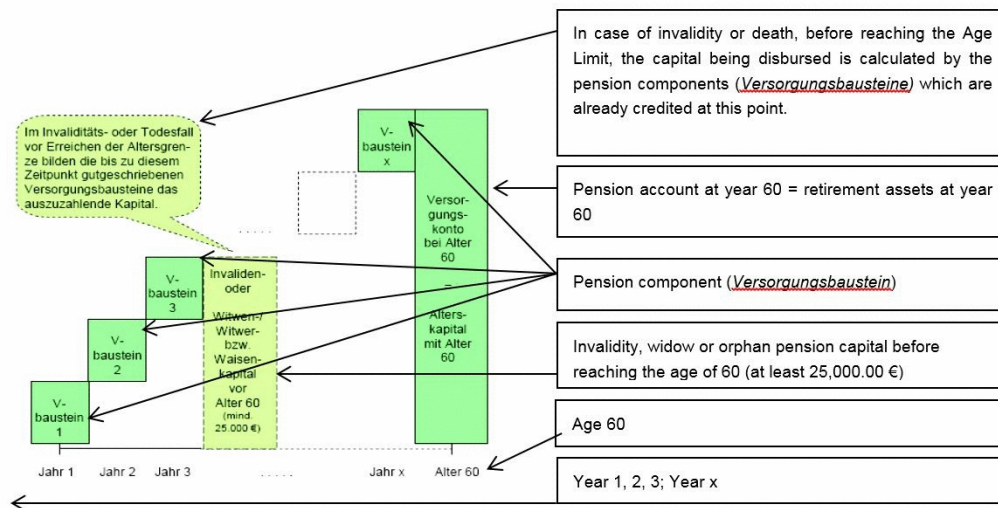 In case of invalidity or death, before reaching the Age
Limit, the capital being disbursed is calculated by the
pension components (Versorgungsbausteine) which are
already credited at this point.
Im Invaliditäts- oder Todesfall
vor Erreichen der Altersgren-
ze bilden die bis zu diesem
Zeitpunkt gutgeschriebenen
Versorgungsbausteine das
auszuzahlende Kapital.
V-
baustein
x
Versor-
gungs-
konto
bei Alter
60
=
Alters-
kapital
mit Alter
60
Pension account at year 60 = retirement assets at year
60
.....
V-
baustein
3
Invaliden-
oder
Witwen-/
Witwer-
bzw.
Waisen-
kapital
vor
Alter 60
(mind.
25.000 €)
Pension component (Versorgungsbaustein)
V-
baustein
2
Invalidity, widow or orphan pension capital before
reaching the age of 60 (at least 25,000.00 €)
V-
baustein
1
Age 60
Jahr 1 Jahr 2 Jahr 3 ..... Jahr x Alter 60
Year 1, 2, 3; Year x